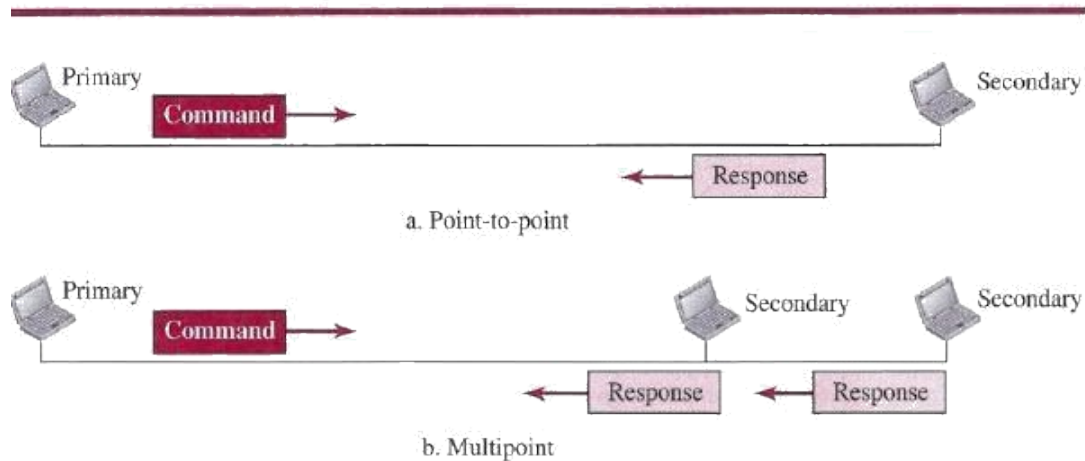 Primary
Secondary
Command
Response
a. Point-to-point
Primary
Secondary
Secondary
Command
Response
Response
b. Multipoint